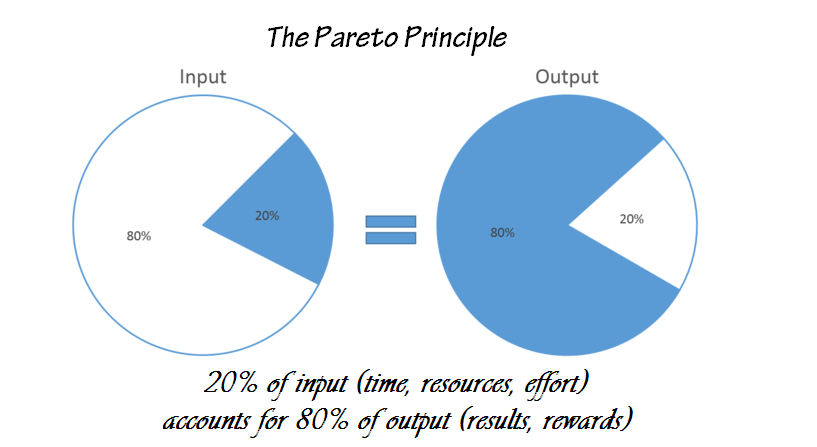 The Pareto Principle
Input
Output
80%
20%
80%
20%
20% of input (time, resources, effort)
accounts for 80% of output (results, rewards)